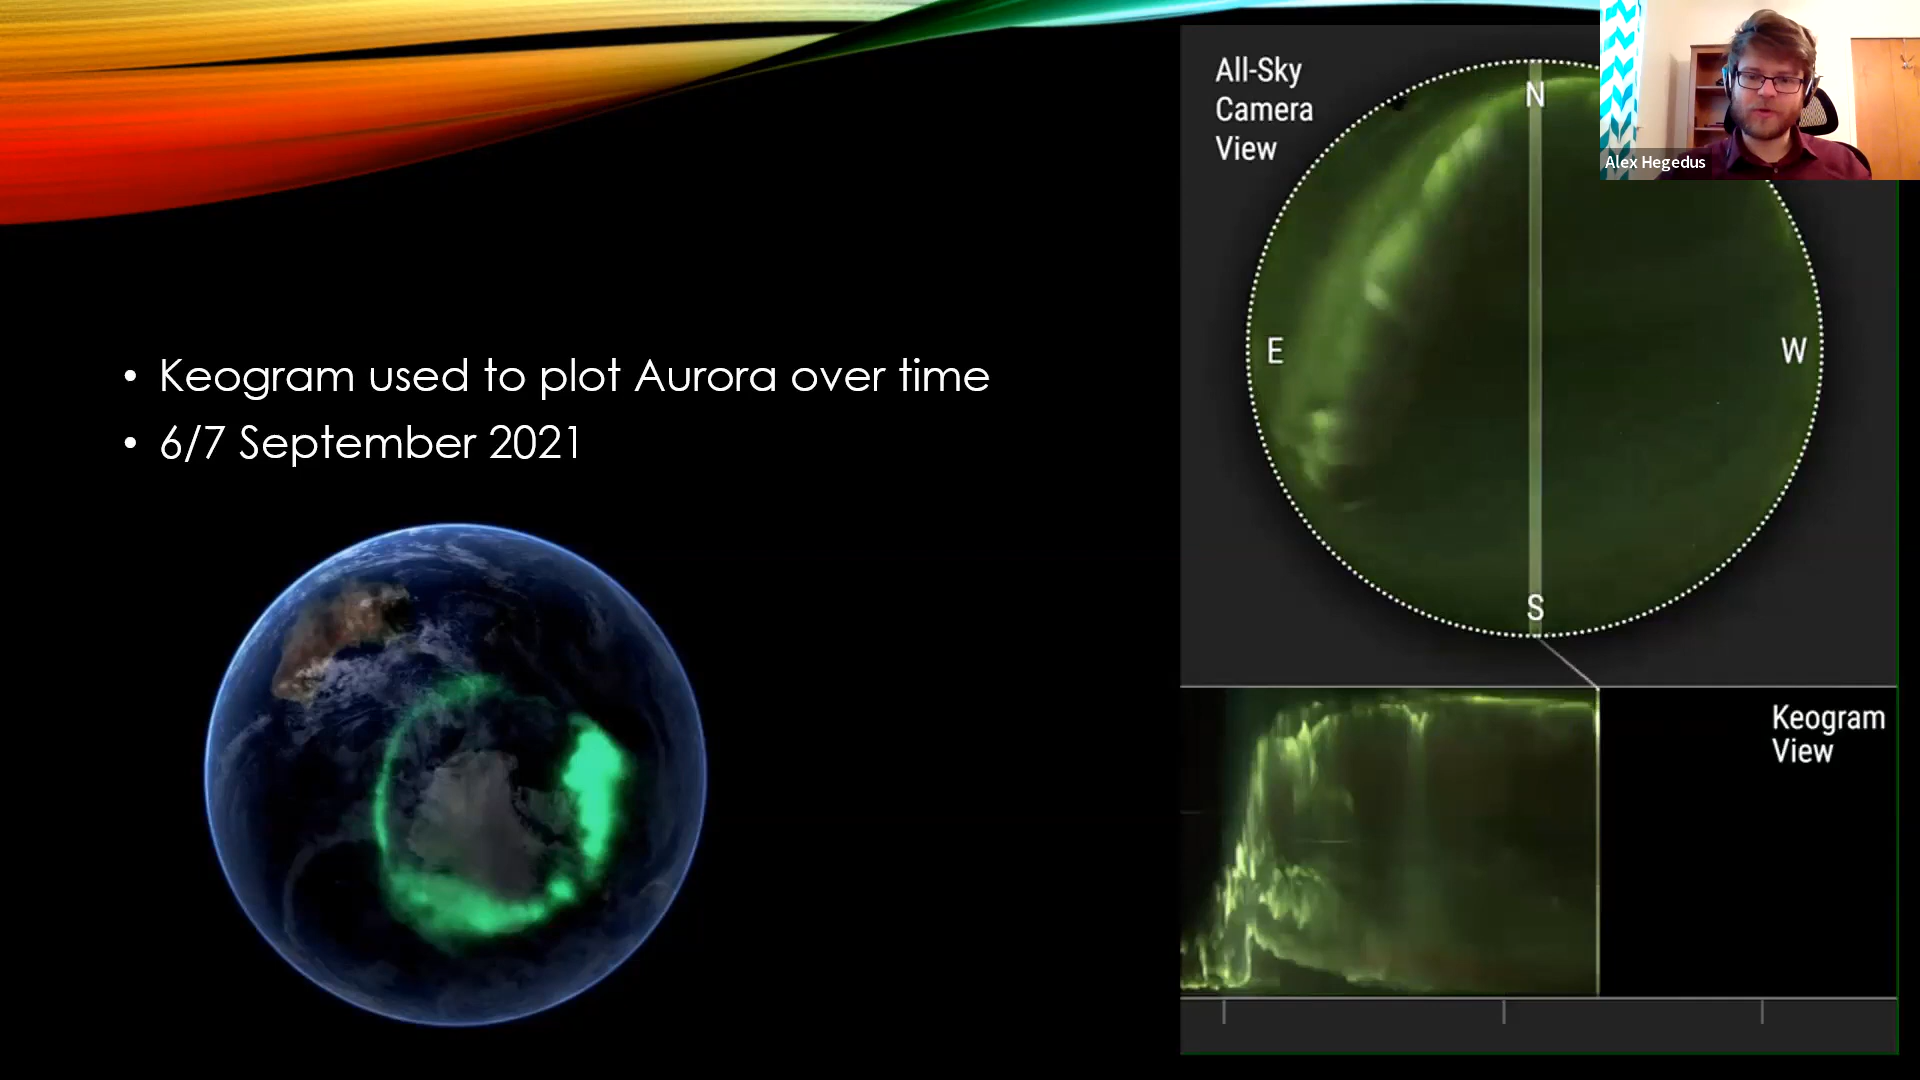 • Keogram used to plot Aurora over time
• 6/7 September 2021
All-Sky
Camera
View
N
E
W
S
Alex Hegedus
Keogram
View